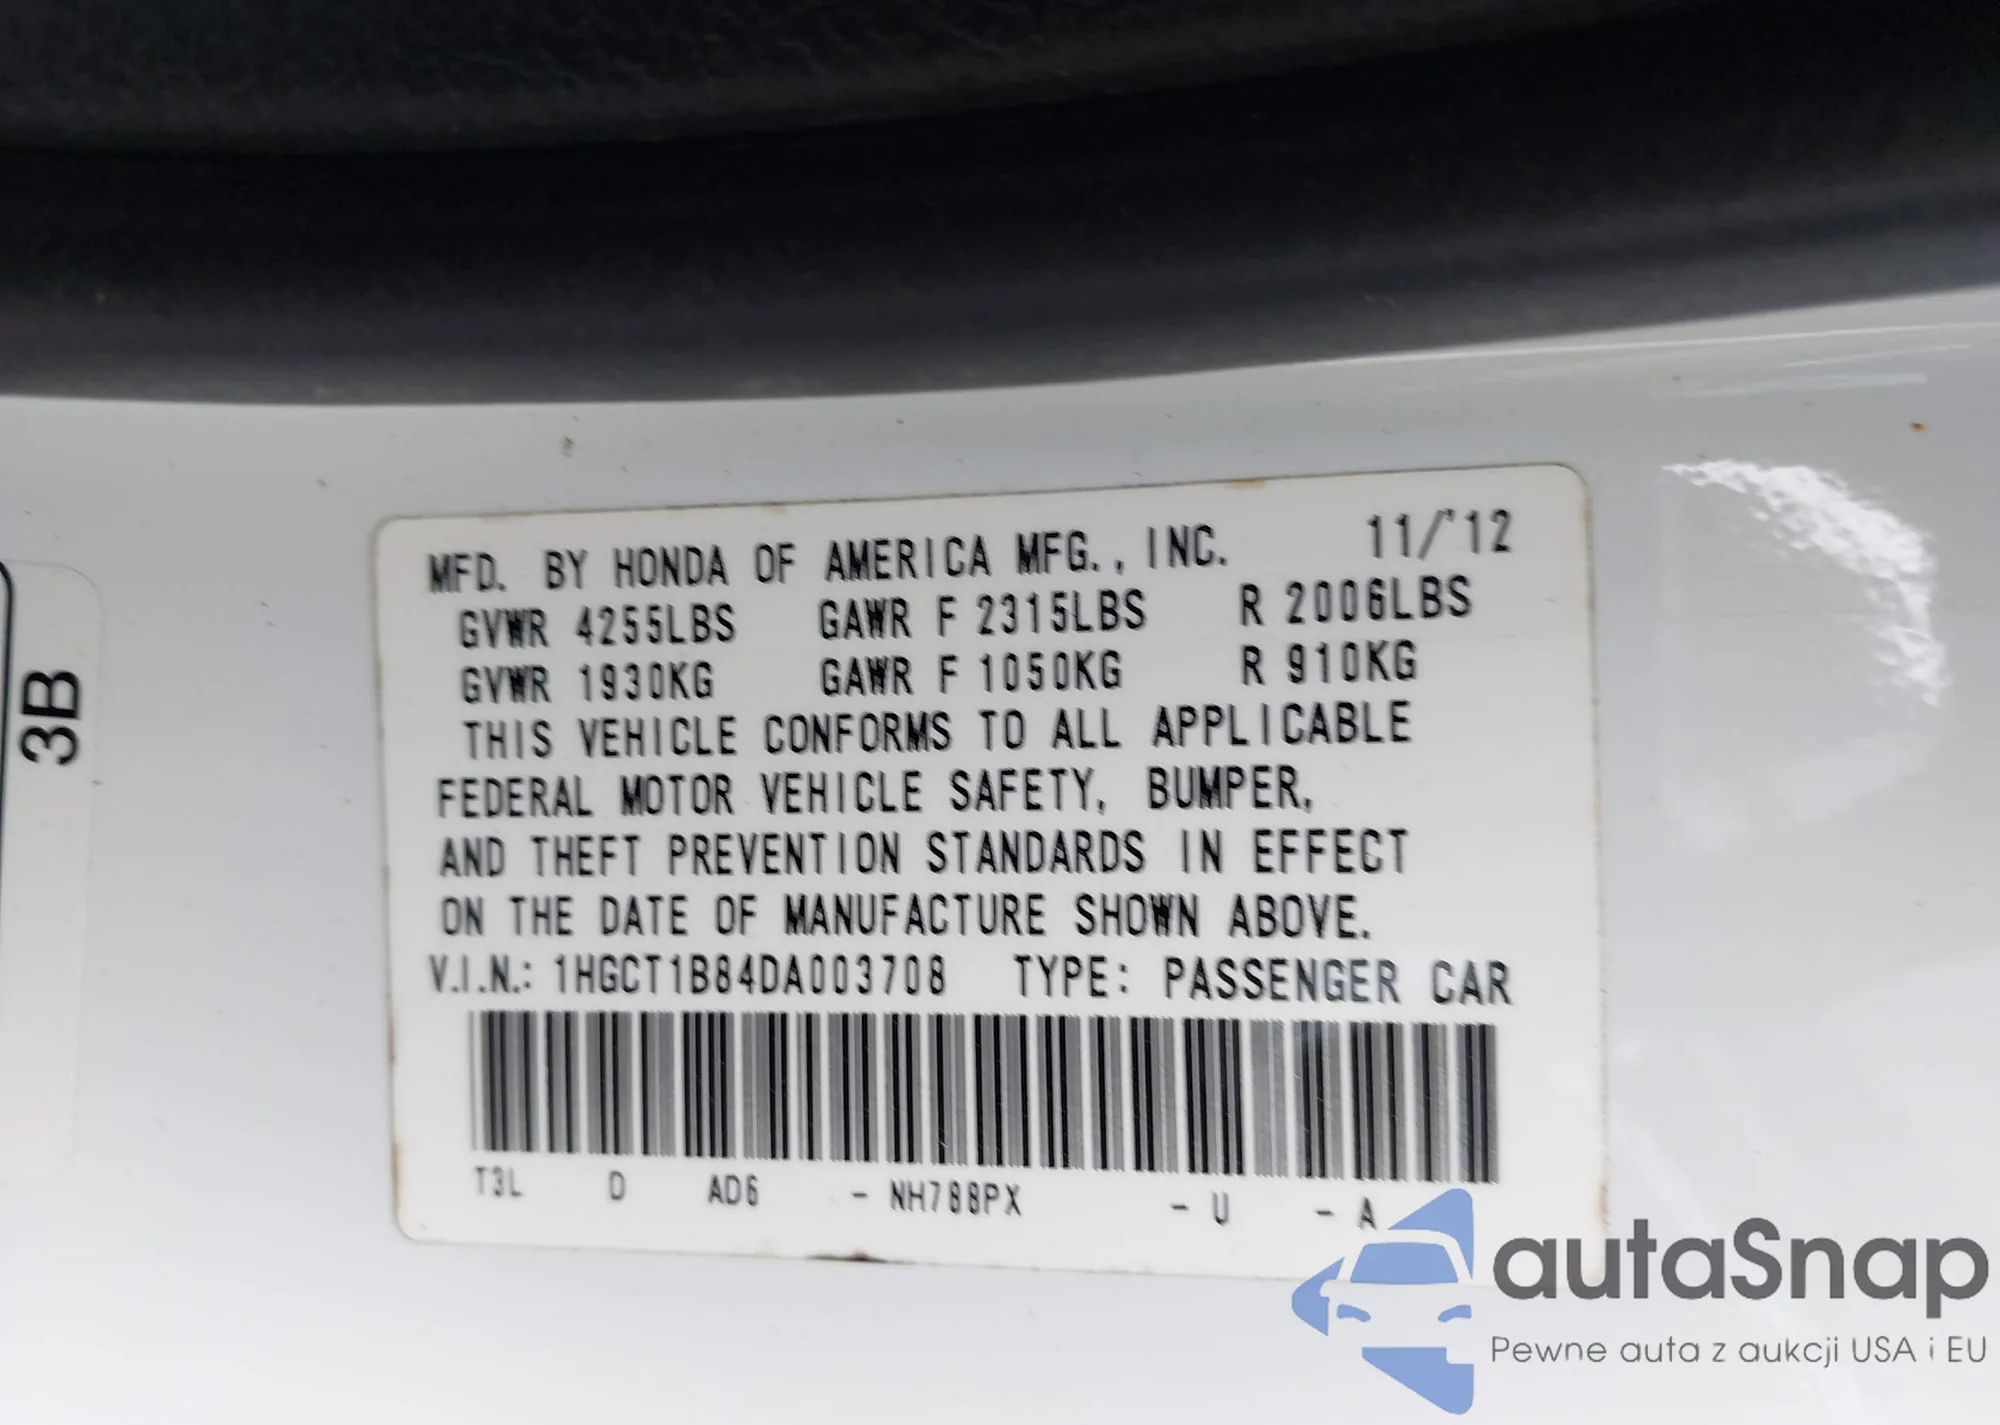 MFD. BY HONDA OF AMERICA MFG., INC. 11/'12
GVWR 4255LBS GAWR F 2315LBS R 2006LBS
GVWR 1930KG GAWR F 1050KG R 910KG
THIS VEHICLE CONFORMS TO ALL APPLICABLE
FEDERAL MOTOR VEHICLE SAFETY, BUMPER,
AND THEFT PREVENTION STANDARDS IN EFFECT
ON THE DATE OF MANUFACTURE SHOWN ABOVE.
V.I.N.: 1HGCT1B84DA003708 TYPE: PASSENGER CAR
T3L D AD6 - NH788PX - U - A
3B
autaSnap
Pewne auta z aukcji USA i EU